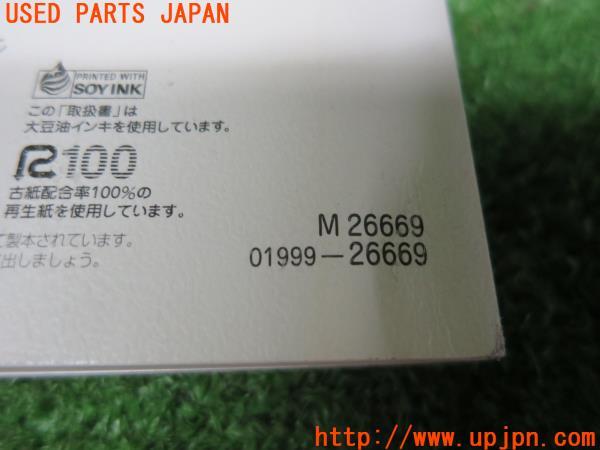 USED PARTS JAPAN
PRINTED WITH
SOY INK
この「取扱書」は
大豆油インキを使用しています。
R100
古紙配合率100%の
再生紙を使用しています。
て製本されています。
出しましょう。
M 26669
01999-26669
http://www.upjpn.com/